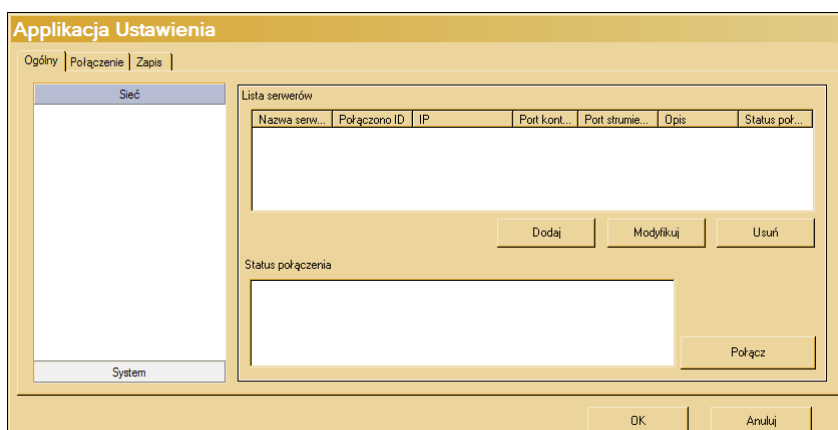 Applikacja Ustawienia
Ogólny Połączenie Zapis
Sieć
Lista serwerów
Nazwa serw... Połączono ID IP Port kont... Port strumie... Opis Status poł...
Dodaj Modyfikuj Usuń
Status połączenia
Połącz
System
OK Anuluj